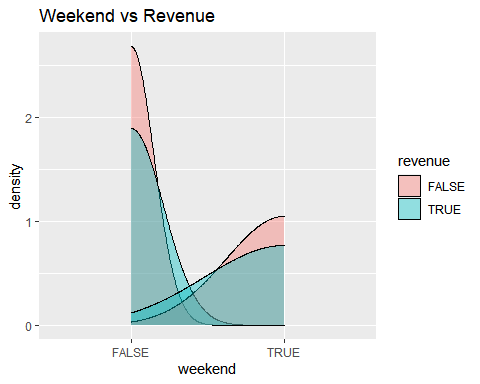 Weekend vs Revenue
density
2
1
0
FALSE
TRUE
weekend
revenue
FALSE
TRUE